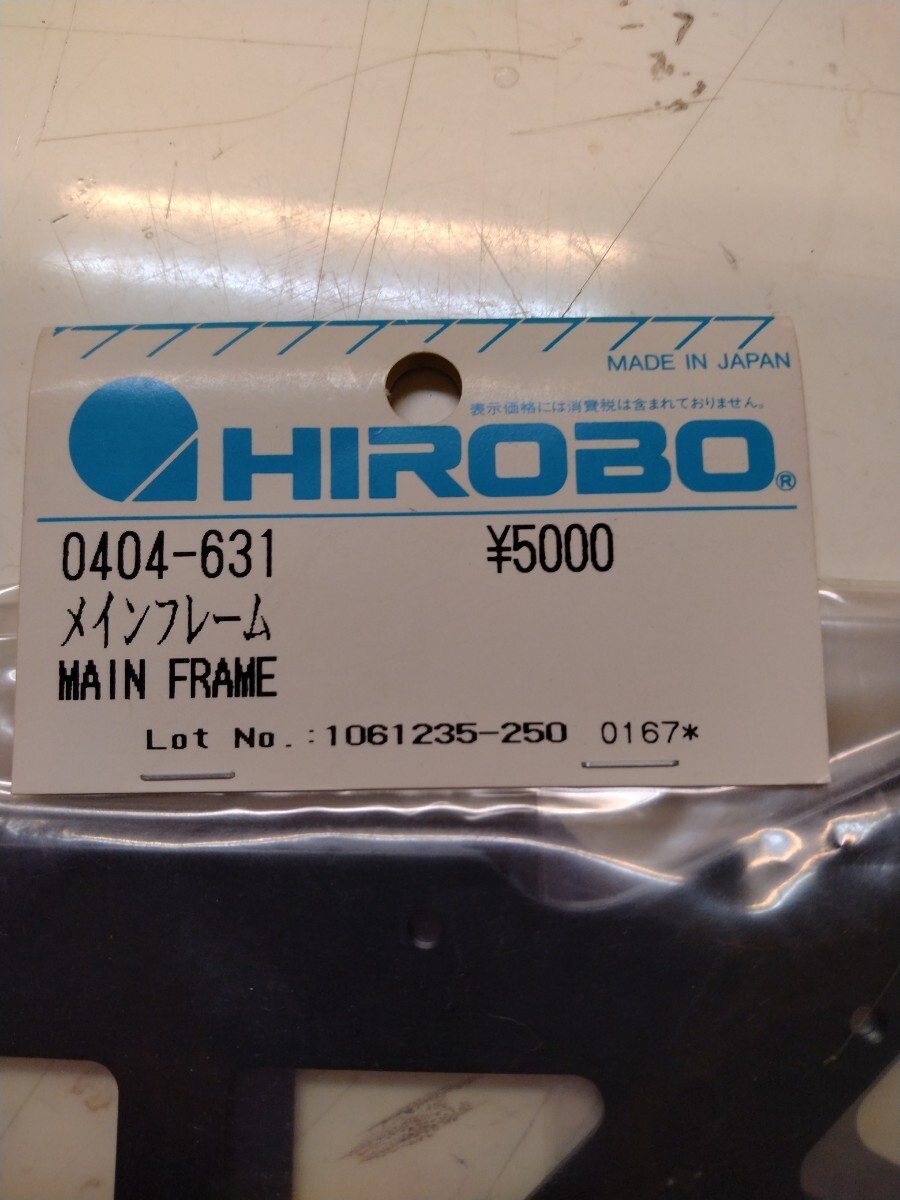 MADE IN JAPAN
表示価格には消費税は含まれておりません。
HIROBO®
0404-631 ¥5000
メインフレーム
MAIN FRAME
Lot No.:1061235-250 0167*